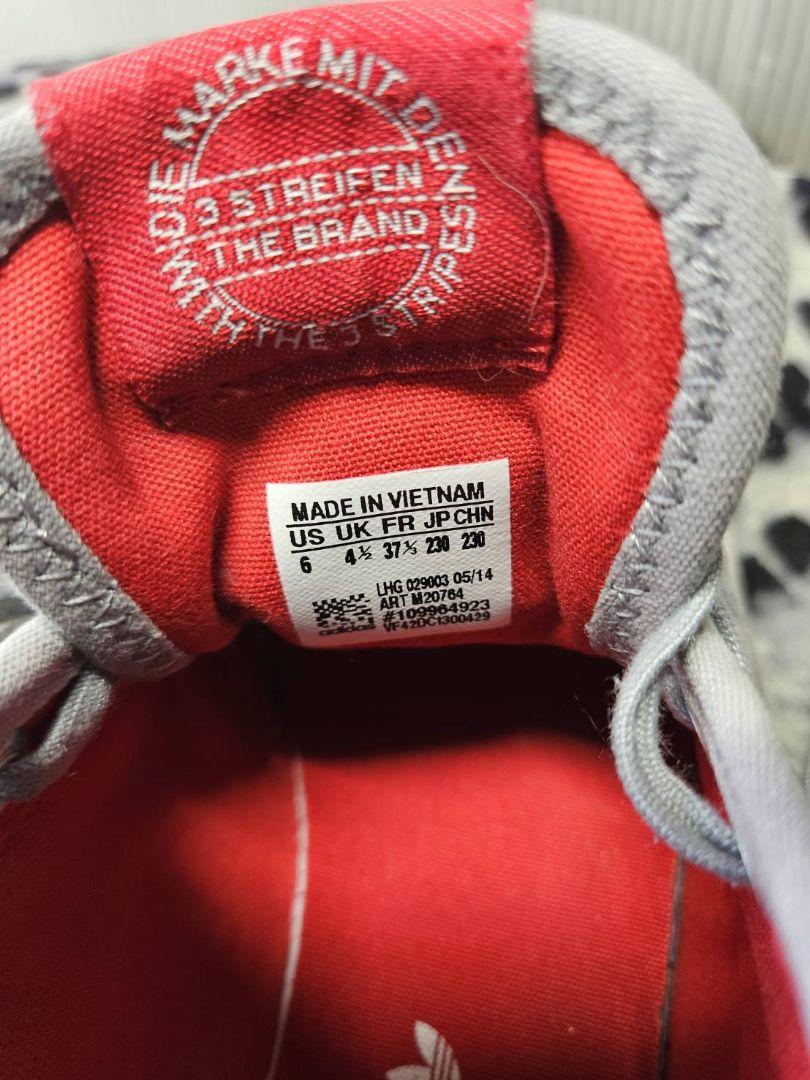 DIE MARKE MIT DEN
3 STREIFEN
THE BRAND
WITH THE 3 STRIPES
MADE IN VIETNAM
US UK FR JP CHN
6 4½ 37⅓ 230 230
LHG 029003 05/14
ART M20764
#109964923
adidas VF42DC1300429